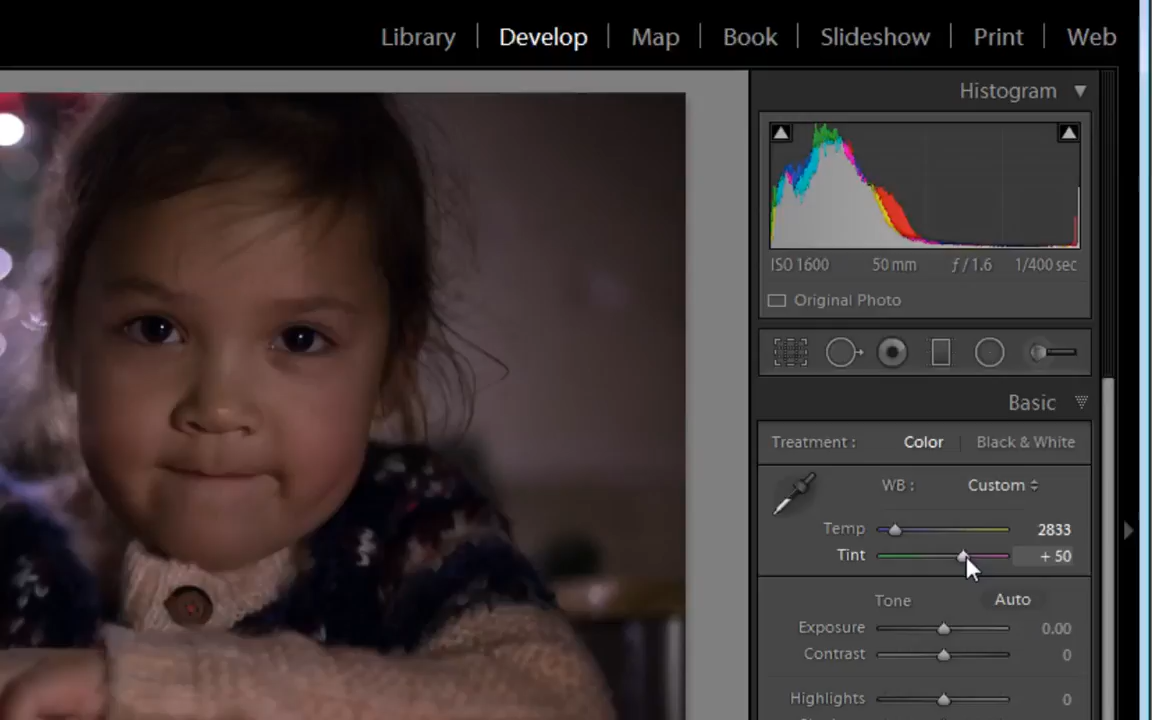 Library | Develop | Map | Book | Slideshow | Print | Web
Histogram
ISO 1600 50 mm ƒ / 1.6 1/400 sec
Original Photo
Basic
Treatment : Color | Black & White
WB : Custom
Temp 2833
Tint + 50
Tone Auto
Exposure 0.00
Contrast 0
Highlights 0